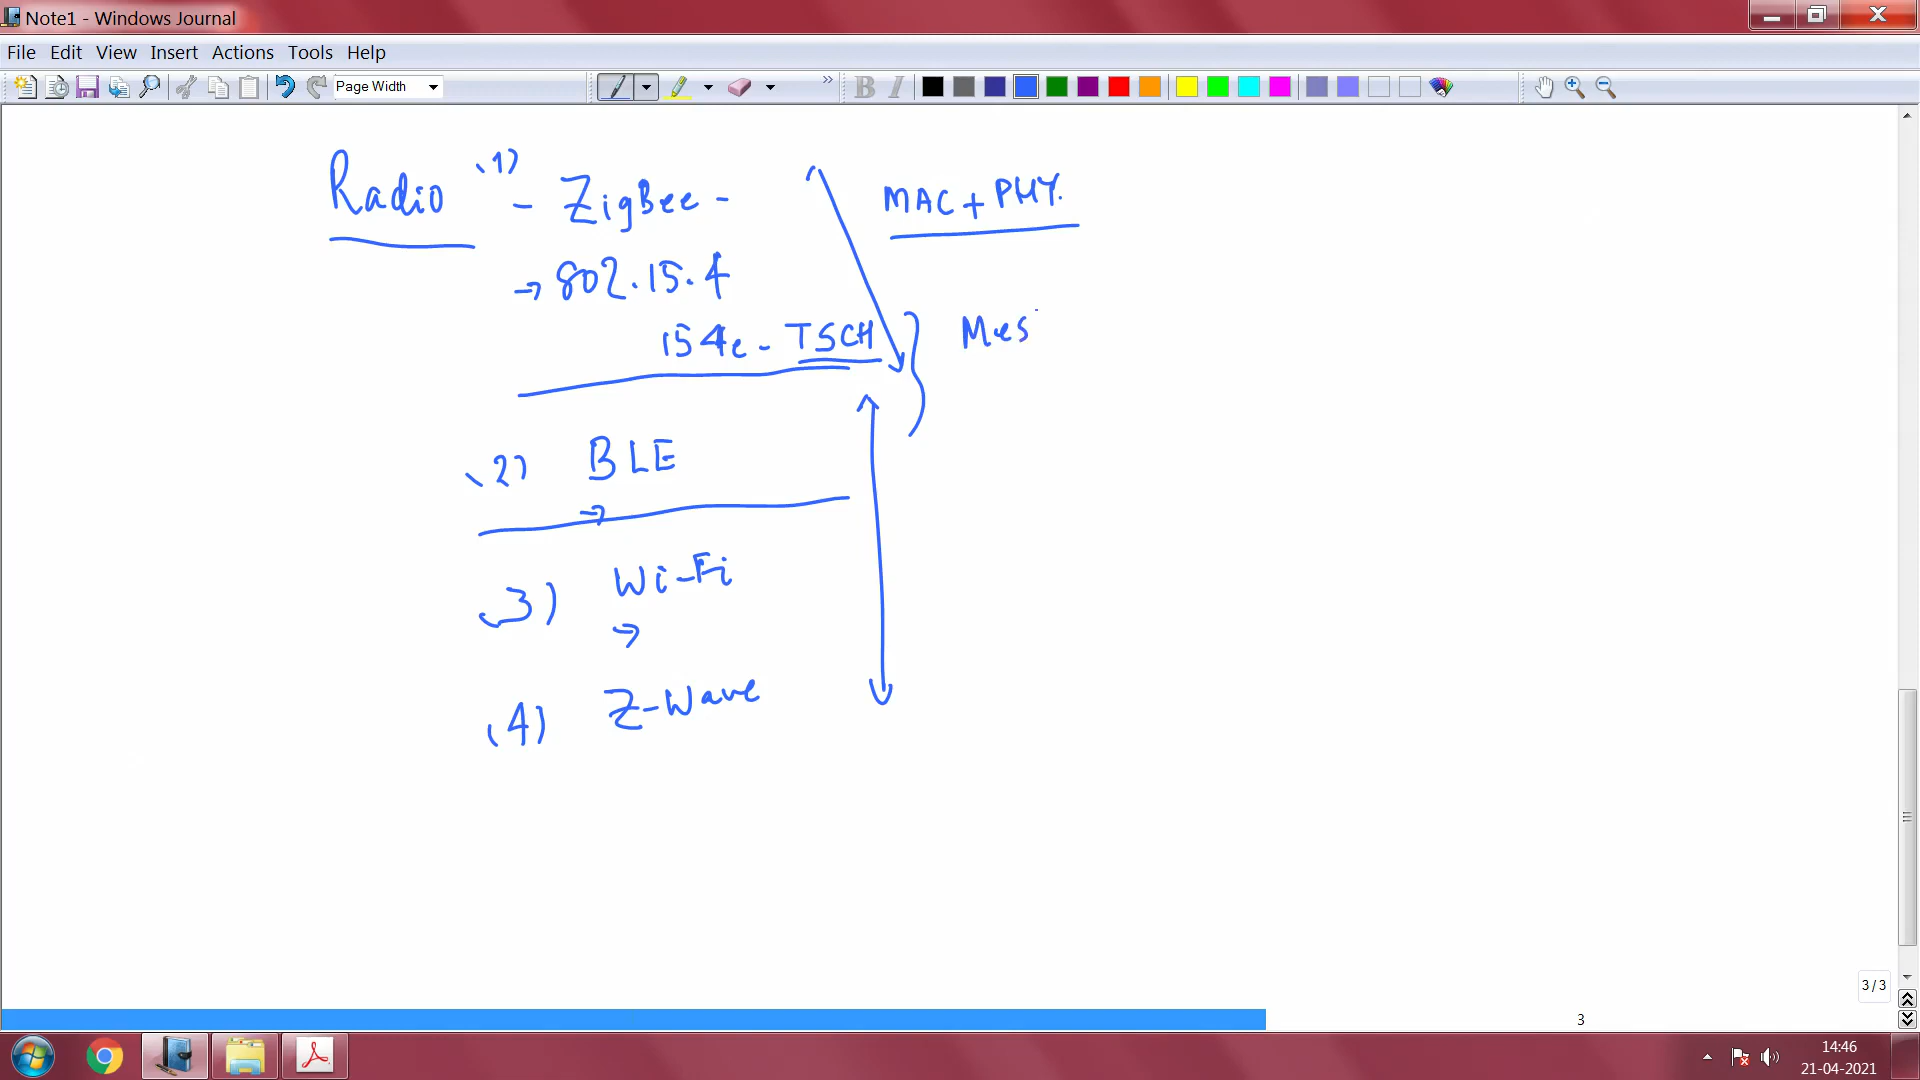 Note1 - Windows Journal
File Edit View Insert Actions Tools Help
Page Width
B I
Radio (1) - ZigBee - MAC + PHY.
→ 802.15.4
154e - TSCH } Mes
(2) BLE
→
(3) Wi-Fi
→
(4) Z-Wave
3 / 3
3
14:46
21-04-2021